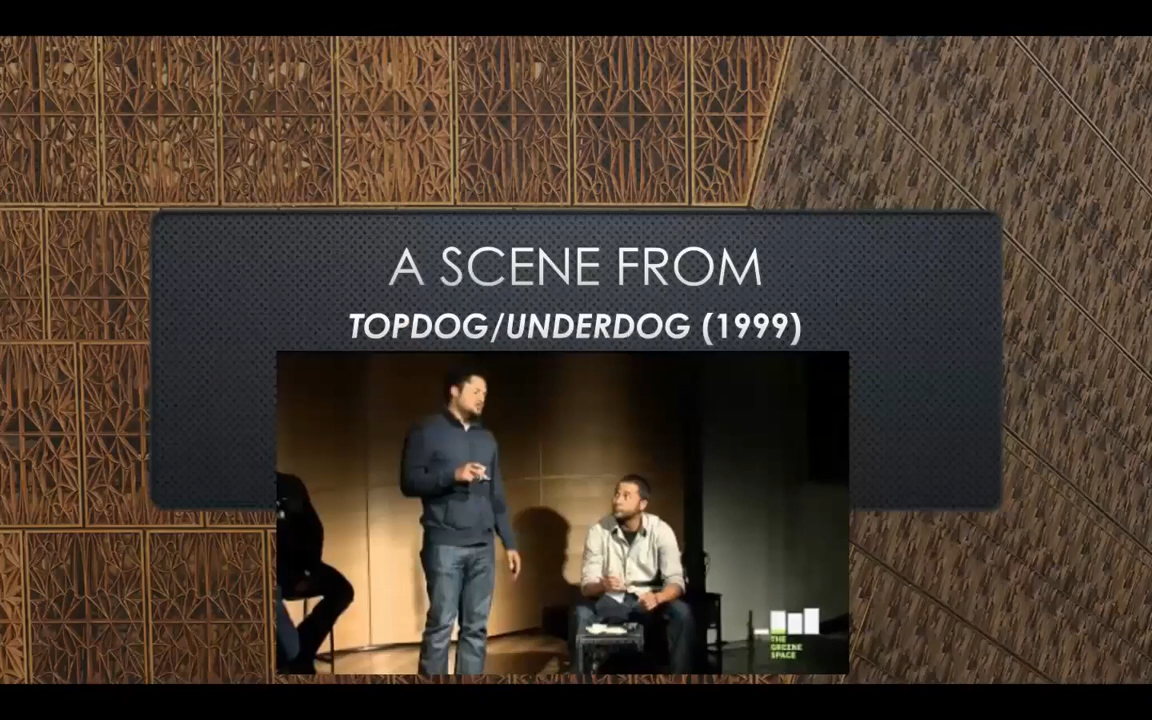 A SCENE FROM
TOPDOG/UNDERDOG (1999)
THE
GREENE
SPACE